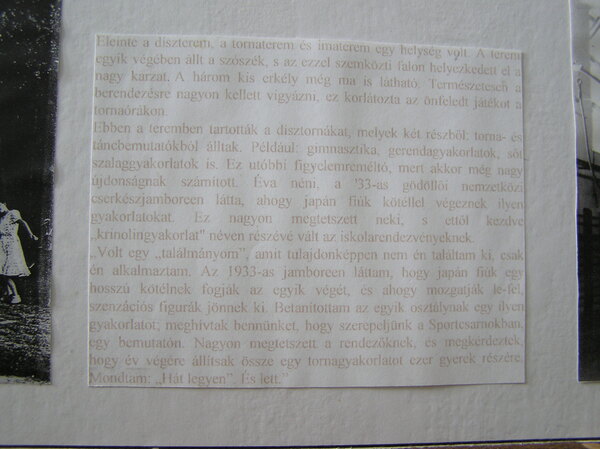 Eleinte a díszterem, a tornaterem és imaterem egy helység volt. A terem
egyik végében állt a szószék, s az ezzel szemközti falon helyezkedett el a
nagy karzat. A három kis erkély még ma is látható. Természetesen a
berendezésre nagyon kellett vigyázni, ez korlátozta az önfeledt játékot a
tornaórákon.
Ebben a teremben tartották a dísztornákat, melyek két részből: torna- és
táncbemutatókból álltak. Például: gimnasztika, gerendagyakorlatok, sőt
szalaggyakorlatok is. Ez utóbbi figyelemreméltó, mert akkor még nagy
újdonságnak számított. Éva néni, a '33-as gödöllői nemzetközi
cserkészjamboreen látta, ahogy japán fiúk kötéllel végeznek ilyen
gyakorlatokat. Ez nagyon megtetszett neki, s ettől kezdve
„krinolingyakorlat" néven részévé vált az iskolarendezvényeknek.
„Volt egy „találmányom", amit tulajdonképpen nem én találtam ki, csak
én alkalmaztam. Az 1933-as jamboreen láttam, hogy japán fiúk egy
hosszú kötélnek fogják az egyik végét, és ahogy mozgatják le-fel,
szenzációs figurák jönnek ki. Betanítottam az egyik osztálynak egy ilyen
gyakorlatot; meghívtak bennünket, hogy szerepeljünk a Sportcsarnokban,
egy bemutatón. Nagyon megtetszett a rendezőknek, és megkérdeztek,
hogy év végére állítsak össze egy tornagyakorlatot ezer gyerek részére.
Mondtam: „Hát legyen". És lett."